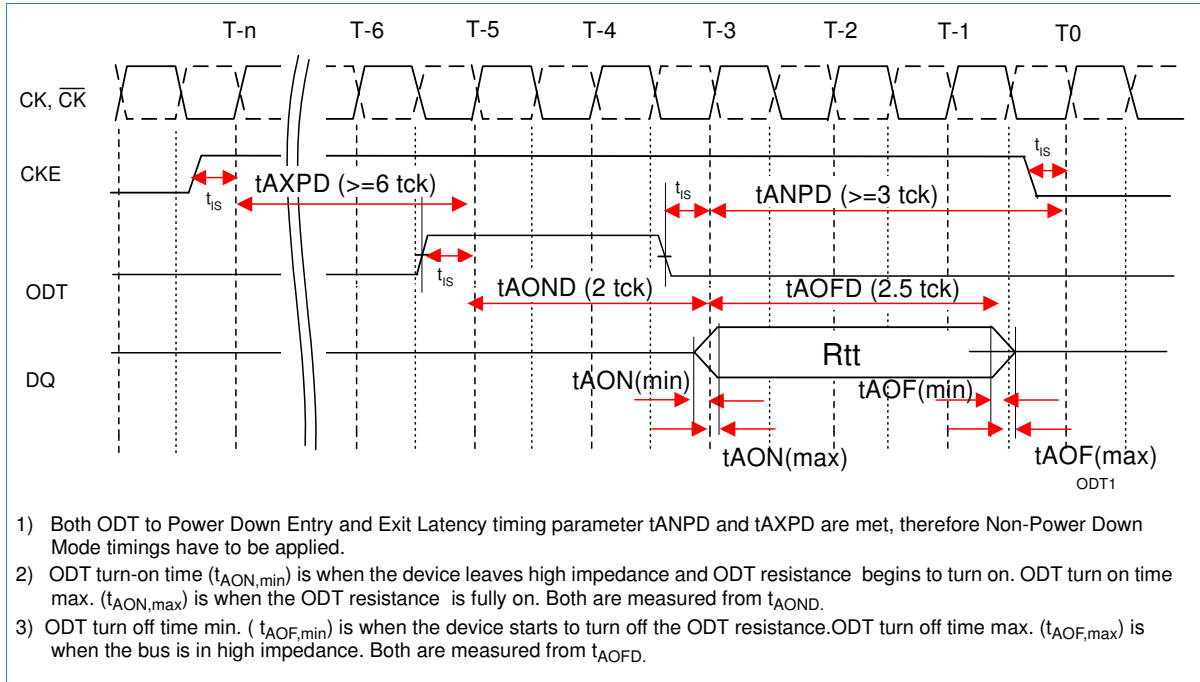 T-n T-6 T-5 T-4 T-3 T-2 T-1 T0
CK, CK
CKE
tIS
tIS
tIS
tAXPD (>=6 tck)
tANPD (>=3 tck)
tIS
ODT
tAOND (2 tck)
tAOFD (2.5 tck)
Rtt
DQ
tAON(min)
tAOF(min)
tAON(max)
tAOF(max)
ODT1
1) Both ODT to Power Down Entry and Exit Latency timing parameter tANPD and tAXPD are met, therefore Non-Power Down
Mode timings have to be applied.
2) ODT turn-on time (tAON,min) is when the device leaves high impedance and ODT resistance begins to turn on. ODT turn on time
max. (tAON,max) is when the ODT resistance is fully on. Both are measured from tAOND.
3) ODT turn off time min. ( tAOF,min) is when the device starts to turn off the ODT resistance.ODT turn off time max. (tAOF,max) is
when the bus is in high impedance. Both are measured from tAOFD.